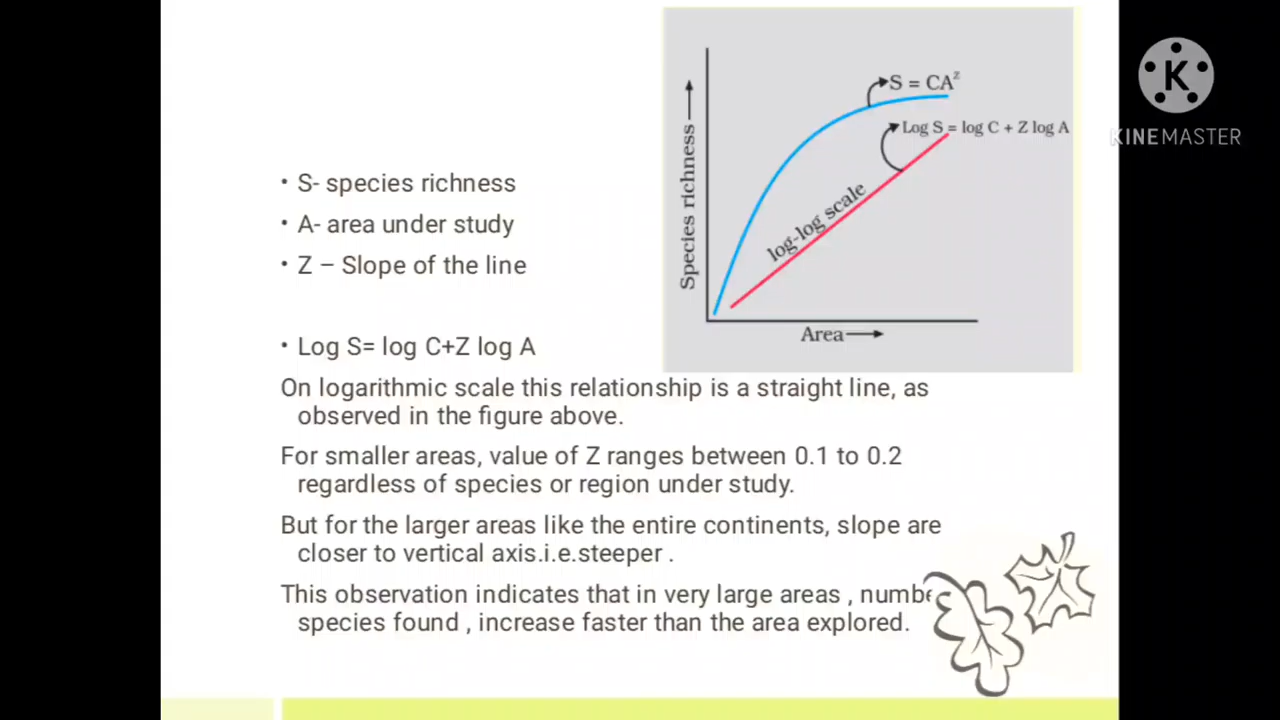 S = CA^z
Log S = log C + Z log A
log-log scale
Species richness
Area
KINEMASTER
• S- species richness
• A- area under study
• Z – Slope of the line
• Log S= log C+Z log A
On logarithmic scale this relationship is a straight line, as
observed in the figure above.
For smaller areas, value of Z ranges between 0.1 to 0.2
regardless of species or region under study.
But for the larger areas like the entire continents, slope are
closer to vertical axis.i.e.steeper .
This observation indicates that in very large areas ,
species found , increase faster than the area explored.